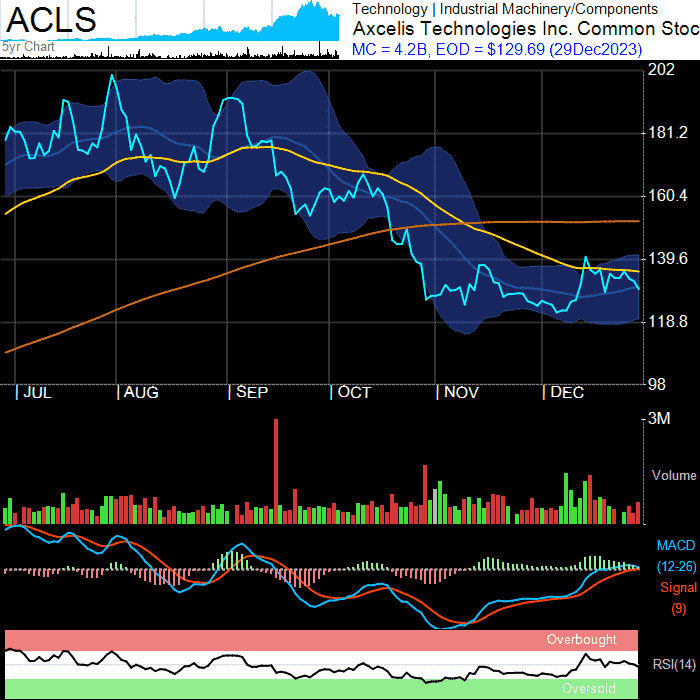 ACLS
5yr Chart
Technology | Industrial Machinery/Components
Axcelis Technologies Inc. Common Stoc
MC = 4.2B, EOD = $129.69 (29Dec2023)
202
181.2
160.4
139.6
118.8
98
| JUL | AUG | SEP | OCT | NOV | DEC
3M
Volume
MACD
(12-26)
Signal
(9)
Overbought
RSI(14)
Oversold